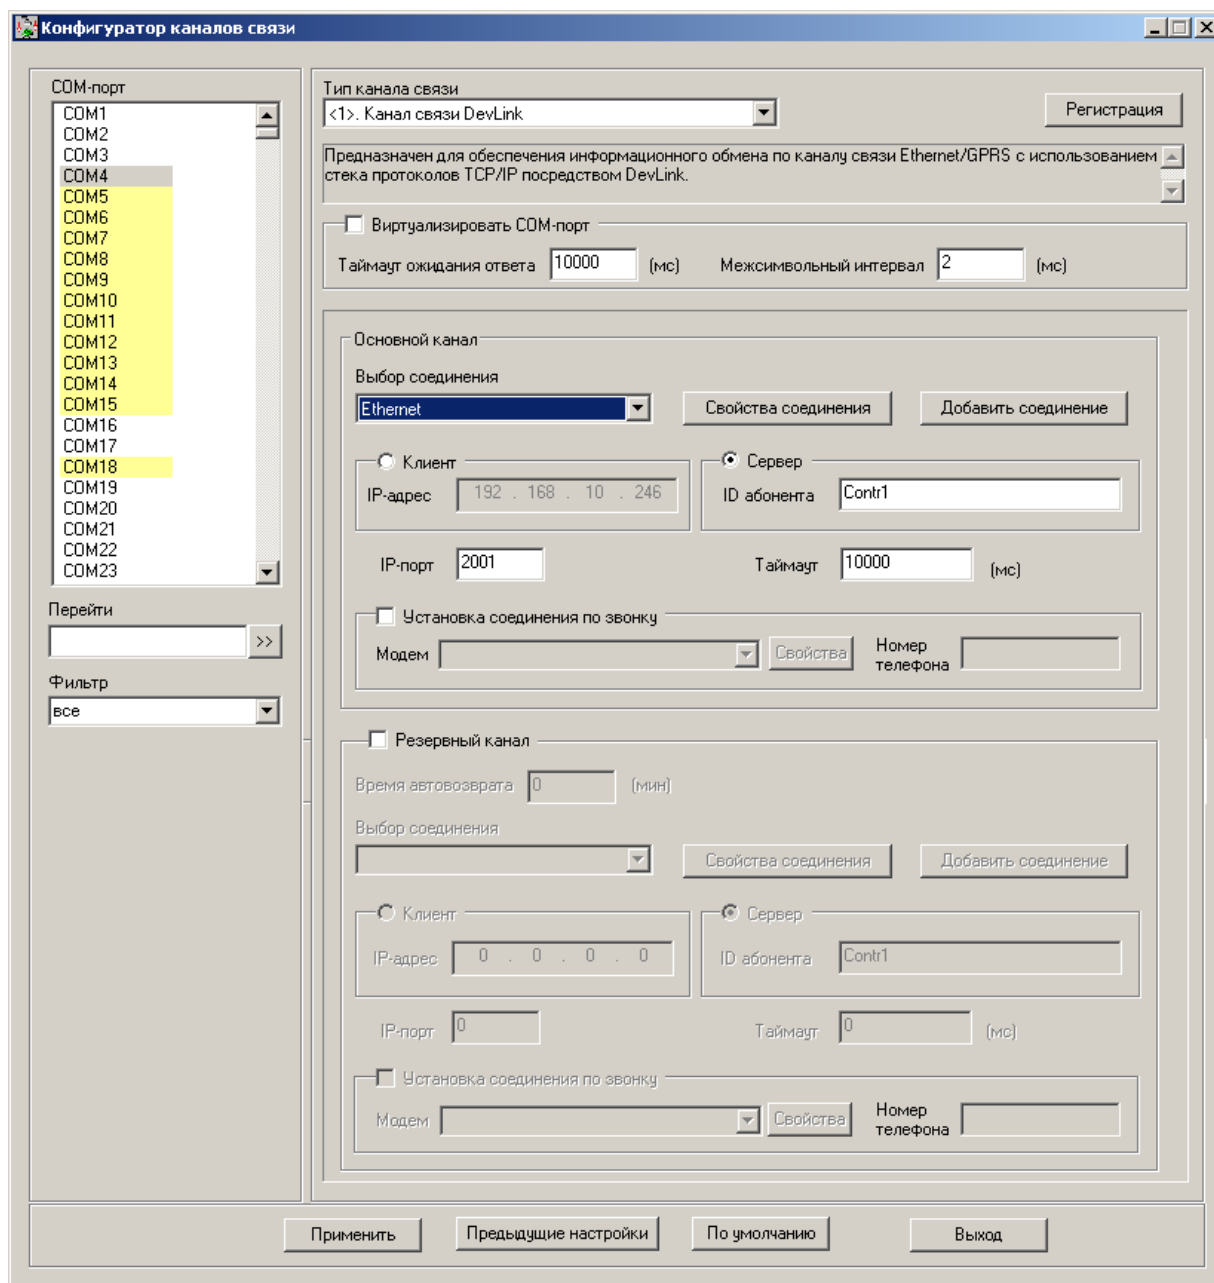 Конфигуратор каналов связи
COM-порт
COM1
COM2
COM3
COM4
COM5
COM6
COM7
COM8
COM9
COM10
COM11
COM12
COM13
COM14
COM15
COM16
COM17
COM18
COM19
COM20
COM21
COM22
COM23
Перейти
>>
Фильтр
все
Тип канала связи
<1>. Канал связи DevLink
Регистрация
Предназначен для обеспечения информационного обмена по каналу связи Ethernet/GPRS с использованием
стека протоколов TCP/IP посредством DevLink.
Виртуализировать COM-порт
Таймаут ожидания ответа 10000 (мс) Межсимвольный интервал 2 (мс)
Основной канал
Выбор соединения
Ethernet Свойства соединения Добавить соединение
Клиент Сервер
IP-адрес 192 . 168 . 10 . 246 ID абонента Contr1
IP-порт 2001 Таймаут 10000 (мс)
Установка соединения по звонку
Модем Свойства Номер телефона
Резервный канал
Время автовозврата 0 (мин)
Выбор соединения
Свойства соединения Добавить соединение
Клиент Сервер
IP-адрес 0 . 0 . 0 . 0 ID абонента Contr1
IP-порт 0 Таймаут 0 (мс)
Установка соединения по звонку
Модем Свойства Номер телефона
Применить Предыдущие настройки По умолчанию Выход